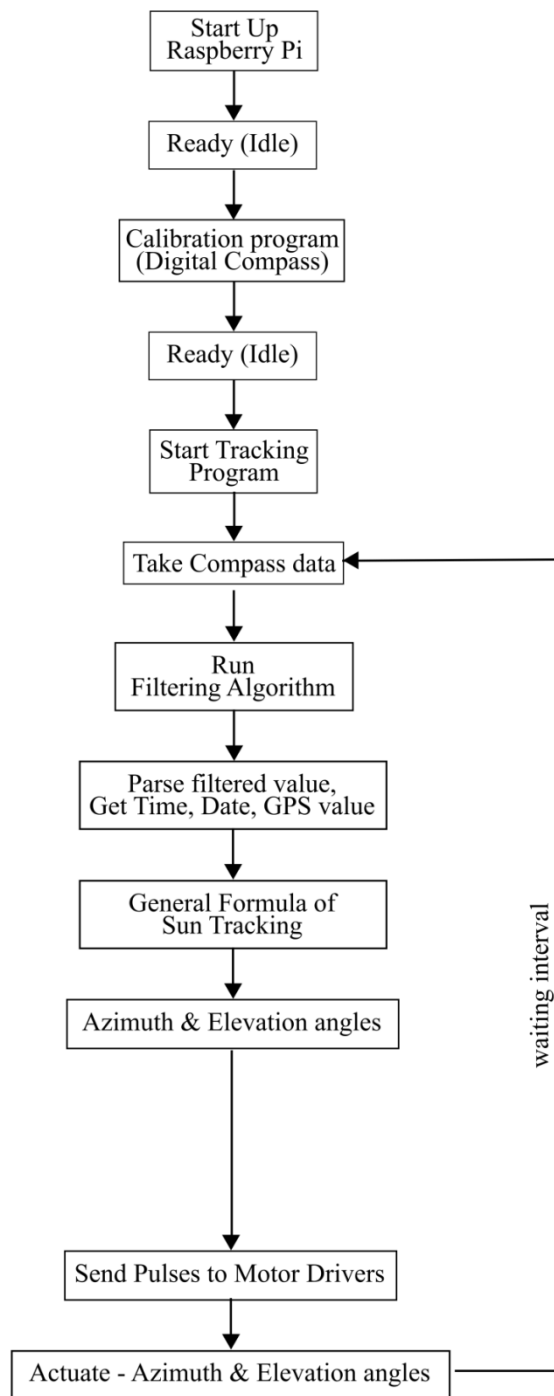 Start Up
Raspberry Pi
Ready (Idle)
Calibration program
(Digital Compass)
Ready (Idle)
Start Tracking
Program
Take Compass data
Run
Filtering Algorithm
Parse filtered value,
Get Time, Date, GPS value
General Formula of
Sun Tracking
Azimuth & Elevation angles
waiting interval
Send Pulses to Motor Drivers
Actuate - Azimuth & Elevation angles